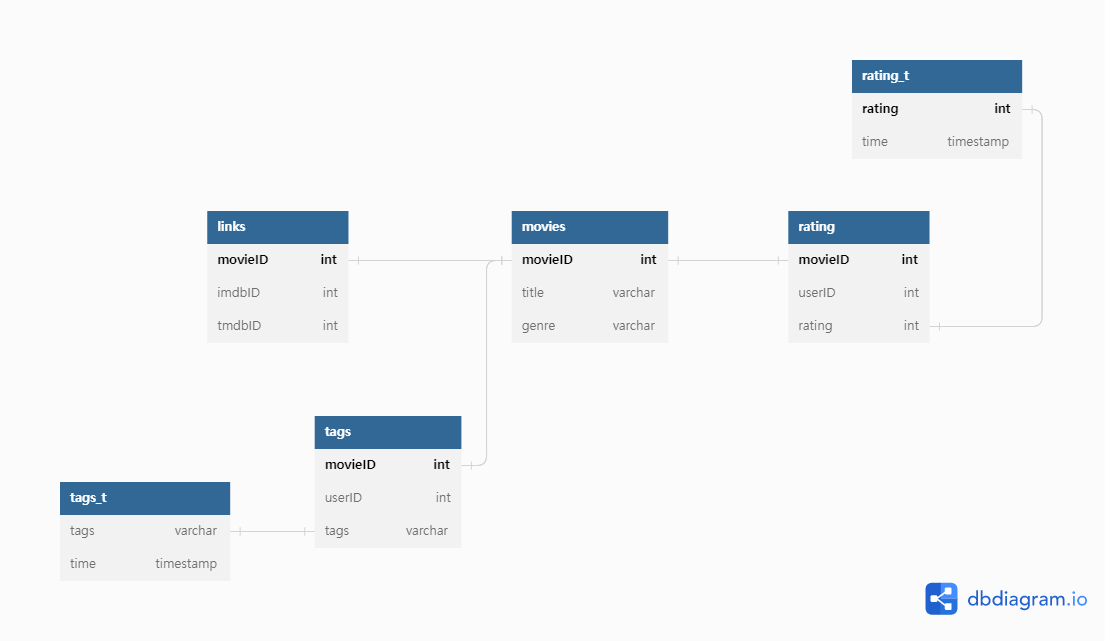 rating_t
rating int
time timestamp
links
movieID int
imdbID int
tmdbID int
movies
movieID int
title varchar
genre varchar
rating
movieID int
userID int
rating int
tags
movieID int
userID int
tags varchar
tags_t
tags varchar
time timestamp
dbdiagram.io